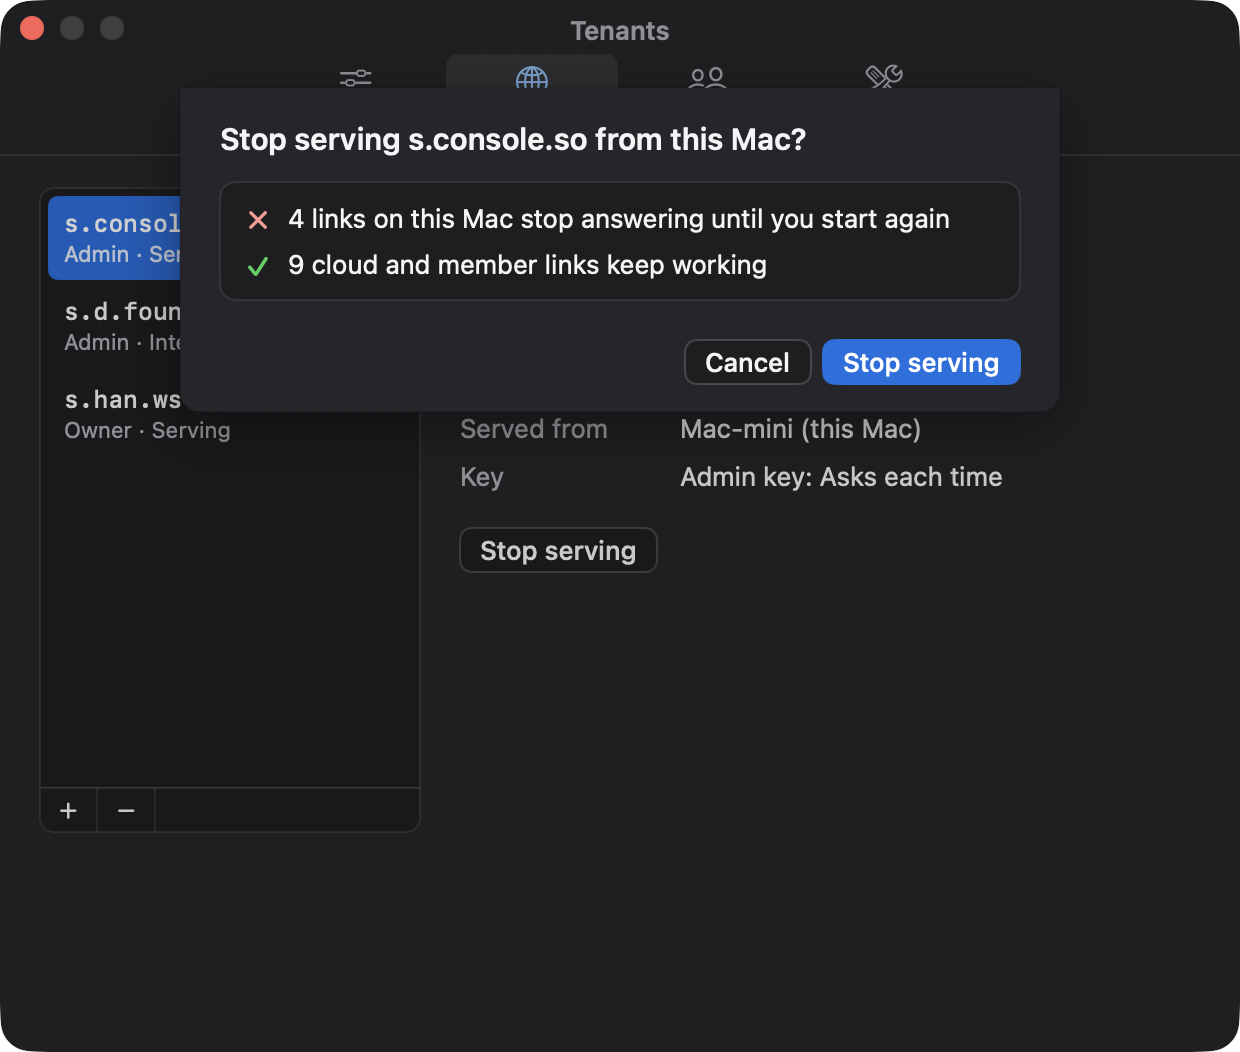 Tenants
Stop serving s.console.so from this Mac?
4 links on this Mac stop answering until you start again
9 cloud and member links keep working
Cancel
Stop serving
s.consol
Admin · Ser
s.d.foun
Admin · Inte
s.han.ws
Owner · Serving
Served from Mac-mini (this Mac)
Key Admin key: Asks each time
Stop serving